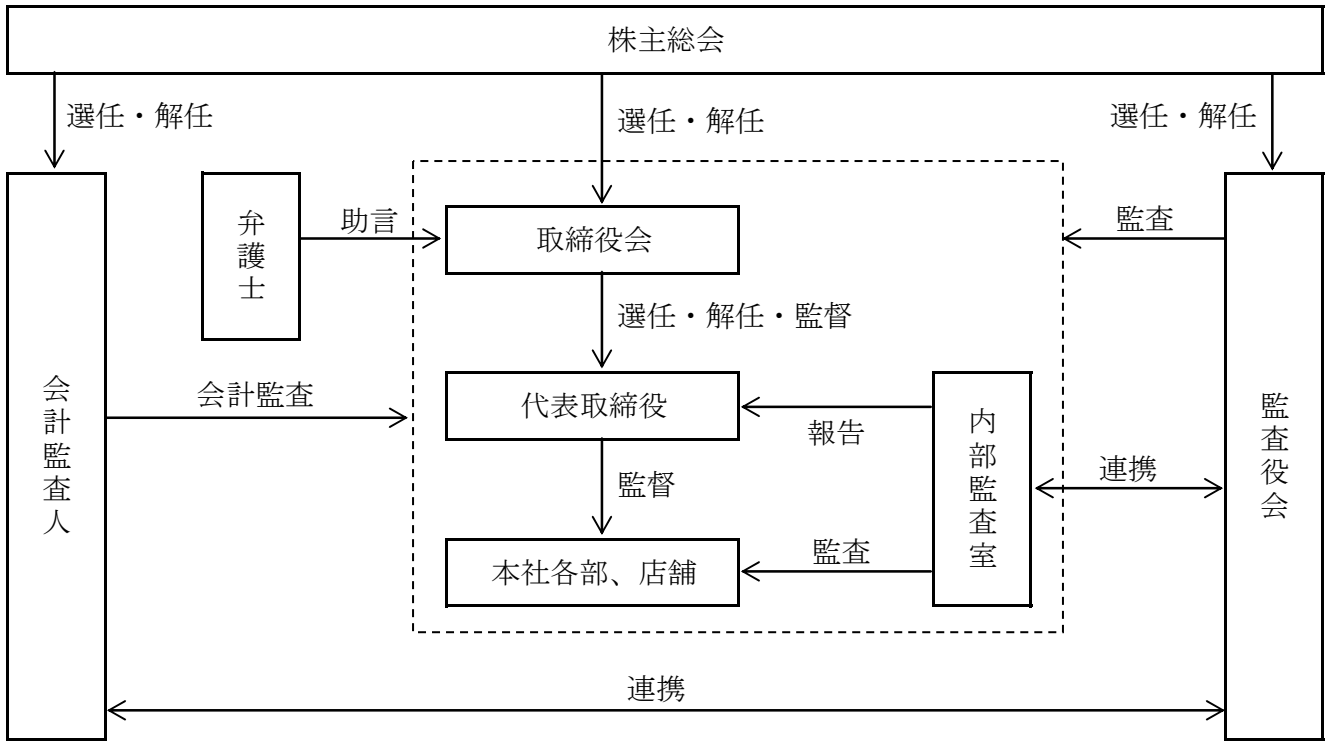 株主総会
選任・解任
選任・解任
選任・解任
弁護士
助言
取締役会
監査
選任・解任・監督
会計監査人
会計監査
代表取締役
報告
内部監査室
連携
監査役会
監督
本社各部、店舗
監査
連携